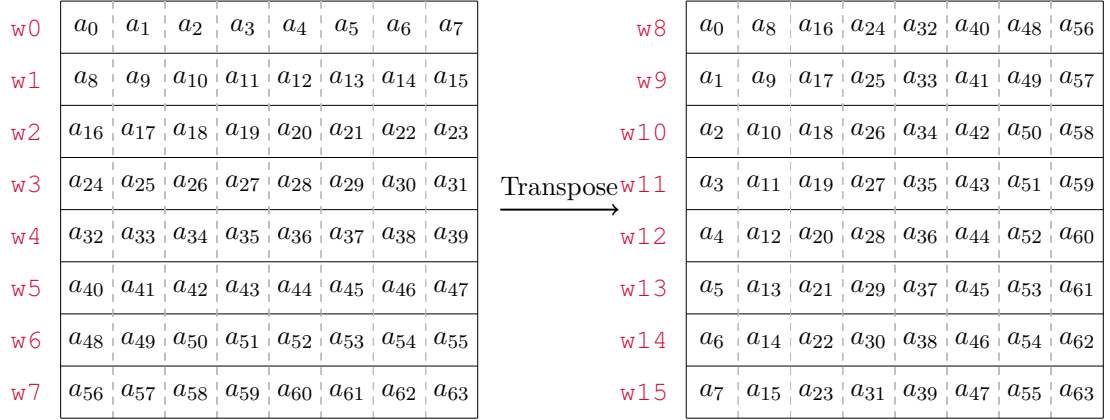 w0 a₀ a₁ a₂ a₃ a₄ a₅ a₆ a₇ w8 a₀ a₈ a₁₆ a₂₄ a₃₂ a₄₀ a₄₈ a₅₆
w1 a₈ a₉ a₁₀ a₁₁ a₁₂ a₁₃ a₁₄ a₁₅ w9 a₁ a₉ a₁₇ a₂₅ a₃₃ a₄₁ a₄₉ a₅₇
w2 a₁₆ a₁₇ a₁₈ a₁₉ a₂₀ a₂₁ a₂₂ a₂₃ w10 a₂ a₁₀ a₁₈ a₂₆ a₃₄ a₄₂ a₅₀ a₅₈
w3 a₂₄ a₂₅ a₂₆ a₂₇ a₂₈ a₂₉ a₃₀ a₃₁ Transpose w11 a₃ a₁₁ a₁₉ a₂₇ a₃₅ a₄₃ a₅₁ a₅₉
w4 a₃₂ a₃₃ a₃₄ a₃₅ a₃₆ a₃₇ a₃₈ a₃₉ w12 a₄ a₁₂ a₂₀ a₂₈ a₃₆ a₄₄ a₅₂ a₆₀
w5 a₄₀ a₄₁ a₄₂ a₄₃ a₄₄ a₄₅ a₄₆ a₄₇ w13 a₅ a₁₃ a₂₁ a₂₉ a₃₇ a₄₅ a₅₃ a₆₁
w6 a₄₈ a₄₉ a₅₀ a₅₁ a₅₂ a₅₃ a₅₄ a₅₅ w14 a₆ a₁₄ a₂₂ a₃₀ a₃₈ a₄₆ a₅₄ a₆₂
w7 a₅₆ a₅₇ a₅₈ a₅₉ a₆₀ a₆₁ a₆₂ a₆₃ w15 a₇ a₁₅ a₂₃ a₃₁ a₃₉ a₄₇ a₅₅ a₆₃